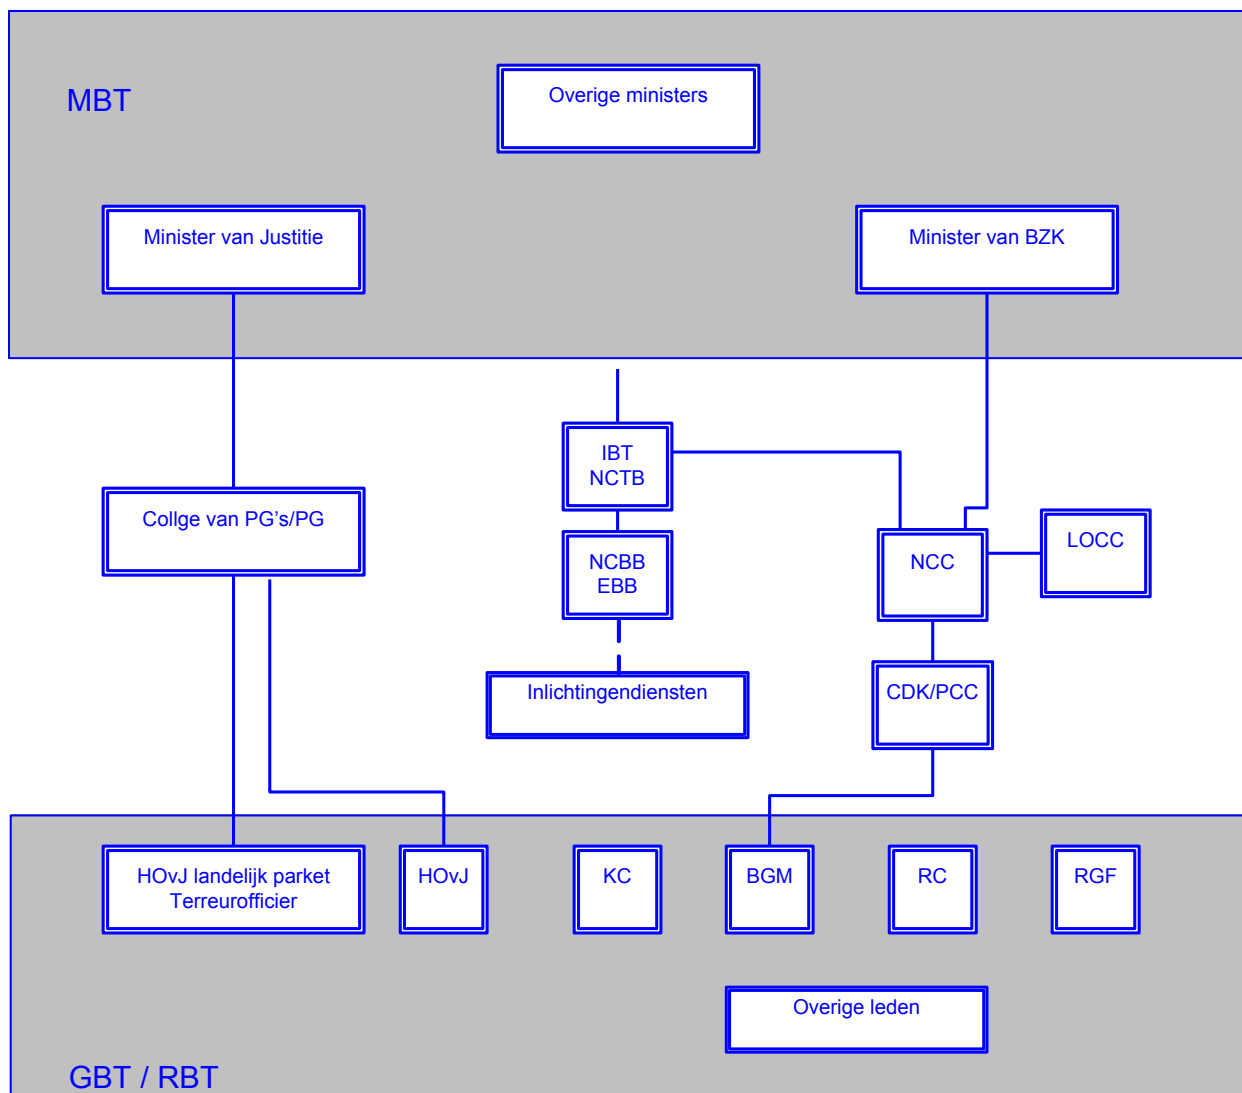 MBT
Overige ministers
Minister van Justitie
Minister van BZK
IBT
NCTB
Collge van PG's/PG
NCBB
EBB
NCC
LOCC
Inlichtingendiensten
CDK/PCC
HOvJ landelijk parket
Terreurofficier
HOvJ
KC
BGM
RC
RGF
Overige leden
GBT / RBT